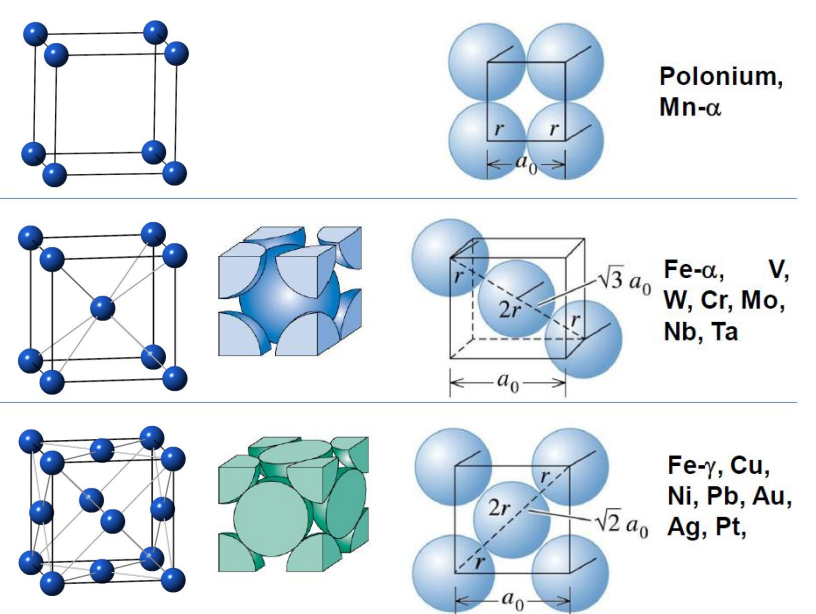 r r
a₀
Polonium,
Mn-α
r
2r
r
√3 a₀
a₀
Fe-α, V,
W, Cr, Mo,
Nb, Ta
r
2r
r
√2 a₀
a₀
Fe-γ, Cu,
Ni, Pb, Au,
Ag, Pt,